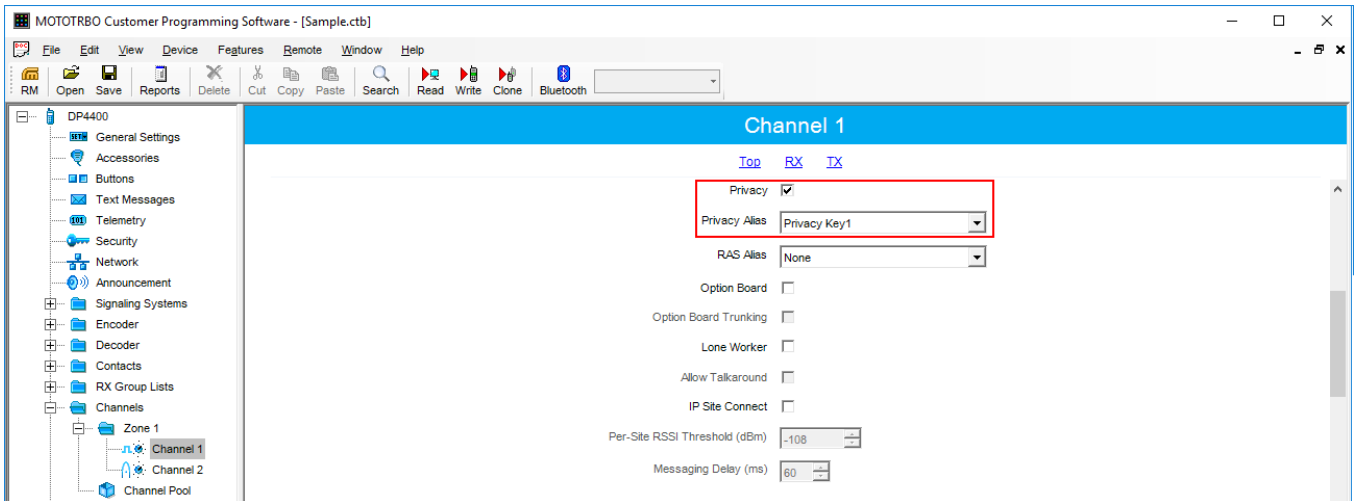 MOTOTRBO Customer Programming Software - [Sample.ctb]
File Edit View Device Features Remote Window Help
RM Open Save Reports Delete Cut Copy Paste Search Read Write Clone Bluetooth
DP4400
General Settings
Accessories
Buttons
Text Messages
Telemetry
Security
Network
Announcement
Signaling Systems
Encoder
Decoder
Contacts
RX Group Lists
Channels
Zone 1
Channel 1
Channel 2
Channel Pool
Channel 1
Top RX TX
Privacy
Privacy Alias Privacy Key1
RAS Alias None
Option Board
Option Board Trunking
Lone Worker
Allow Talkaround
IP Site Connect
Per-Site RSSI Threshold (dBm) -108
Messaging Delay (ms) 60